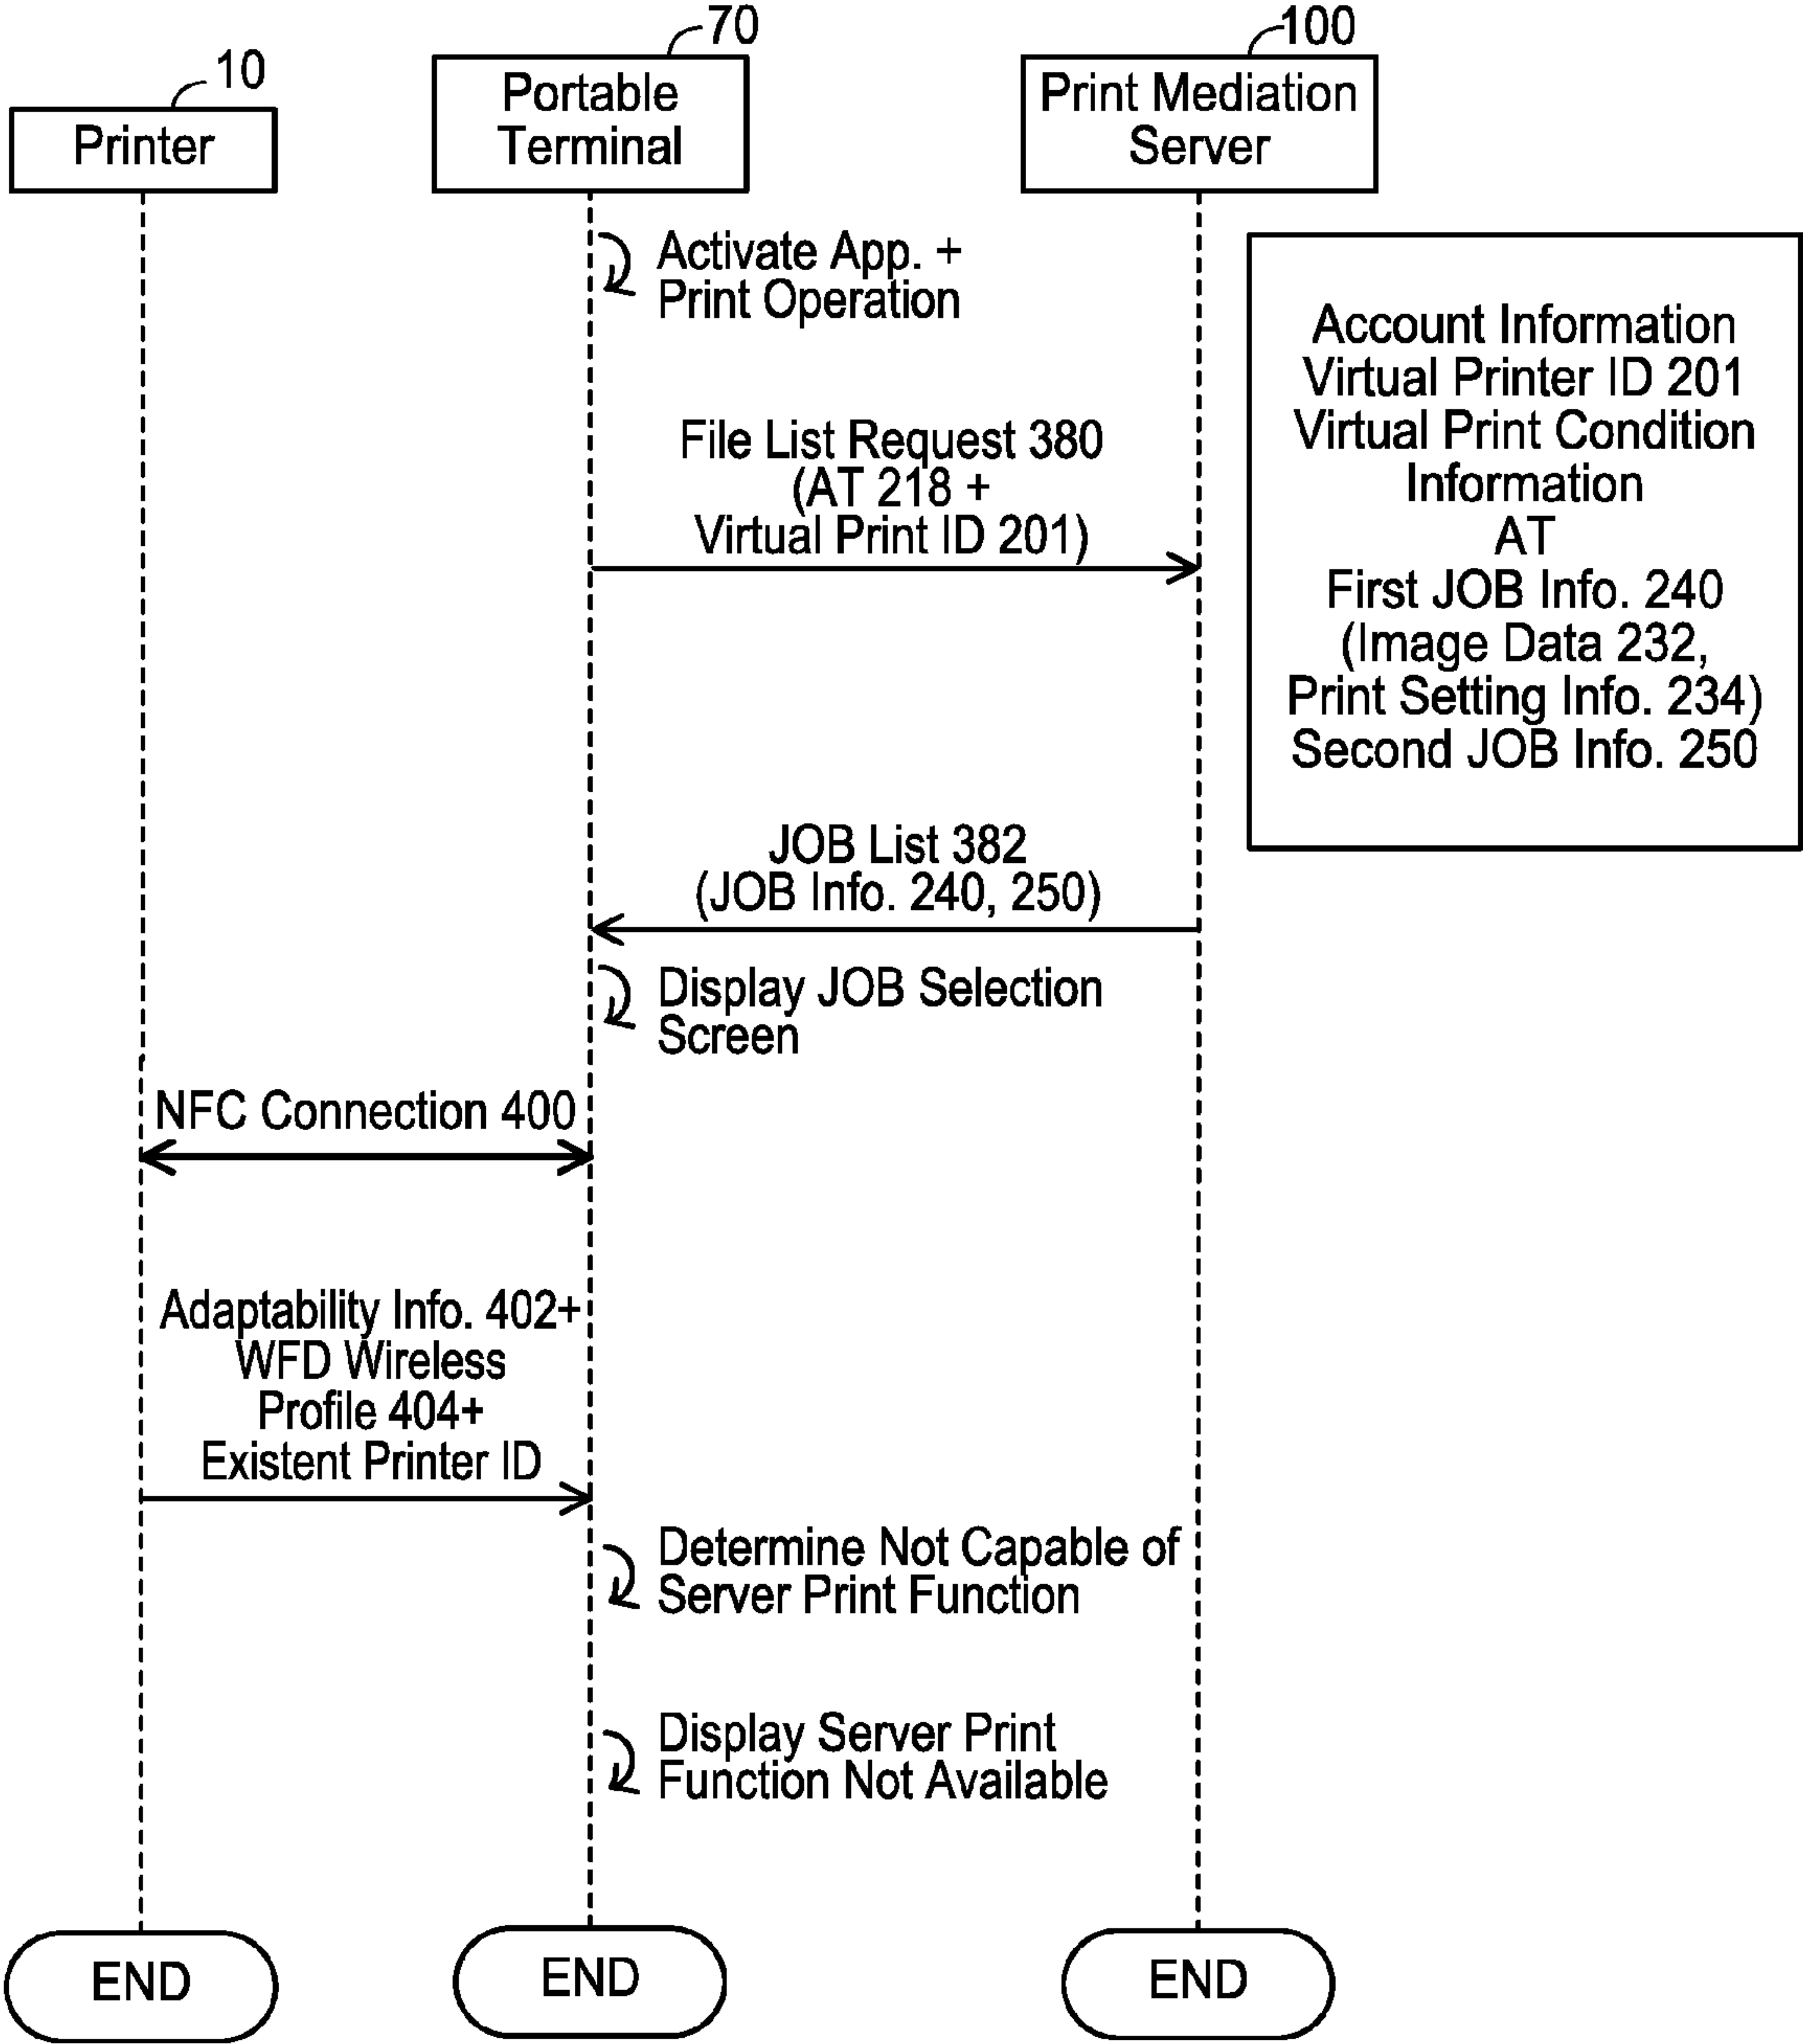 10
Printer
70
Portable
Terminal
100
Print Mediation
Server
Activate App. +
Print Operation
File List Request 380
(AT 218 +
Virtual Print ID 201)
Account Information
Virtual Printer ID 201
Virtual Print Condition
Information
AT
First JOB Info. 240
(Image Data 232,
Print Setting Info. 234)
Second JOB Info. 250
JOB List 382
(JOB Info. 240, 250)
Display JOB Selection
Screen
NFC Connection 400
Adaptability Info. 402+
WFD Wireless
Profile 404+
Existent Printer ID
Determine Not Capable of
Server Print Function
Display Server Print
Function Not Available
END
END
END